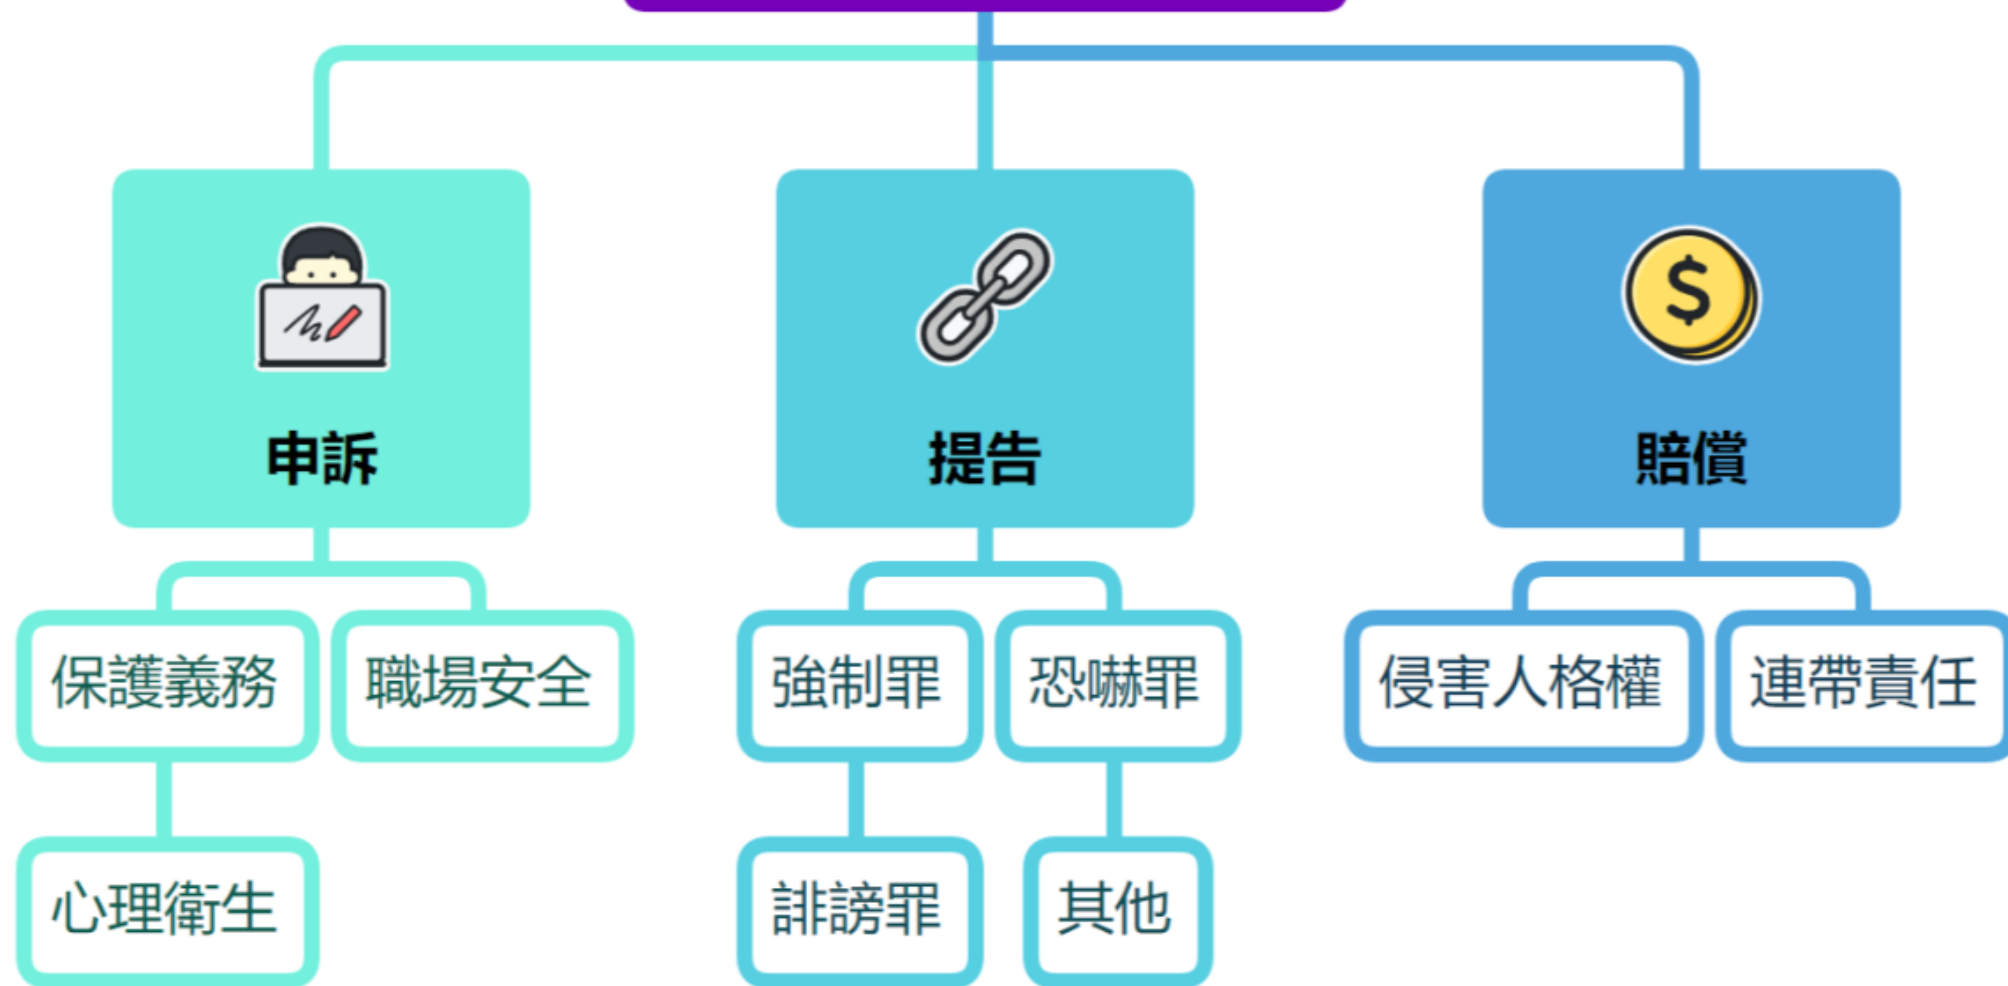 申訴
提告
賠償
保護義務
職場安全
強制罪
恐嚇罪
侵害人格權
連帶責任
心理衛生
誹謗罪
其他